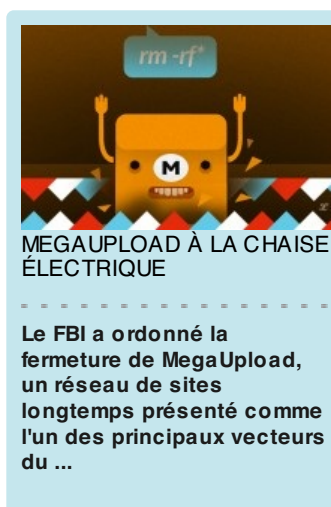 rm -rf*
M
MEGAUPLOAD À LA CHAISE
ÉLECTRIQUE
Le FBI a ordonné la
fermeture de MegaUpload,
un réseau de sites
longtemps présenté comme
l'un des principaux vecteurs
du ...